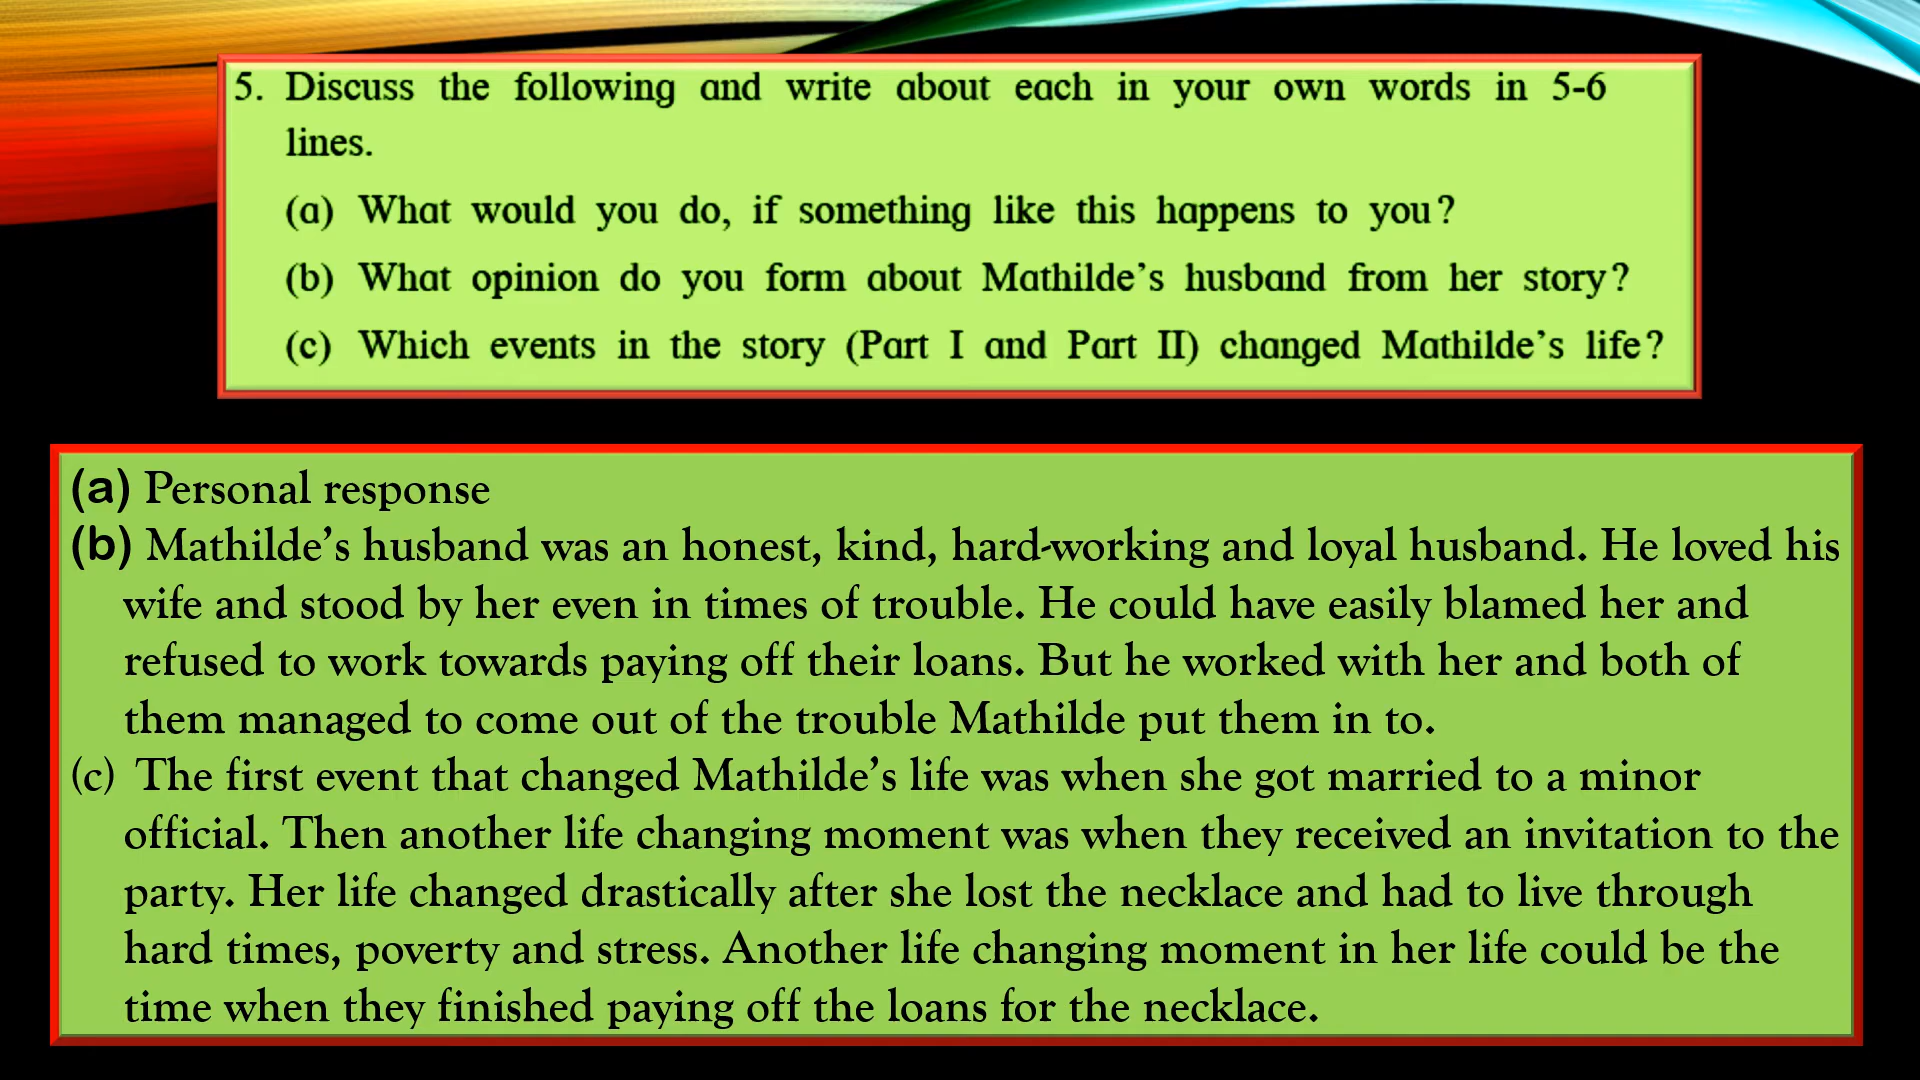 5. Discuss the following and write about each in your own words in 5-6
lines.
(a) What would you do, if something like this happens to you?
(b) What opinion do you form about Mathilde's husband from her story?
(c) Which events in the story (Part I and Part II) changed Mathilde's life?
(a) Personal response
(b) Mathilde's husband was an honest, kind, hard-working and loyal husband. He loved his
wife and stood by her even in times of trouble. He could have easily blamed her and
refused to work towards paying off their loans. But he worked with her and both of
them managed to come out of the trouble Mathilde put them in to.
(c) The first event that changed Mathilde's life was when she got married to a minor
official. Then another life changing moment was when they received an invitation to the
party. Her life changed drastically after she lost the necklace and had to live through
hard times, poverty and stress. Another life changing moment in her life could be the
time when they finished paying off the loans for the necklace.